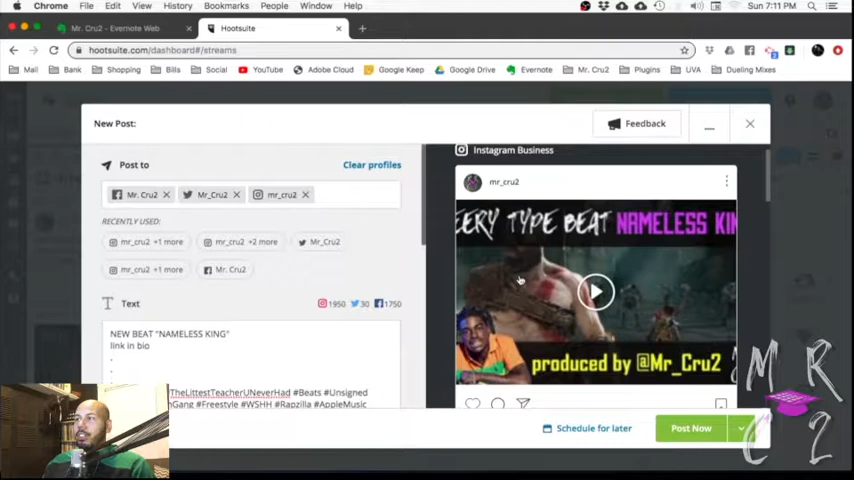 Chrome File Edit View History Bookmarks People Window Help
Sun 7:11 PM
Mr. Cru2 - Evernote Web
Hootsuite
hootsuite.com/dashboard#/streams
Mail Bank Shopping Bills Social YouTube Adobe Cloud Google Keep Google Drive Evernote Mr. Cru2 Plugins UVA Dueling Mixes
New Post:
Feedback
Post to
Clear profiles
Mr. Cru2 Mr_Cru2 mr_cru2
RECENTLY USED:
mr_cru2 +1 more mr_cru2 +2 more Mr_Cru2
mr_cru2 +1 more Mr. Cru2
Text
1950 30 1750
NEW BEAT "NAMELESS KING"
link in bio
.
.
.
TheLittestTeacherUNeverHad #Beats #Unsigned
nGang #Freestyle #WSHH #Rapzilla #AppleMusic
Instagram Business
mr_cru2
EERY TYPE BEAT NAMELESS KIN
produced by @Mr_Cru2
Schedule for later
Post Now
M R
C 2